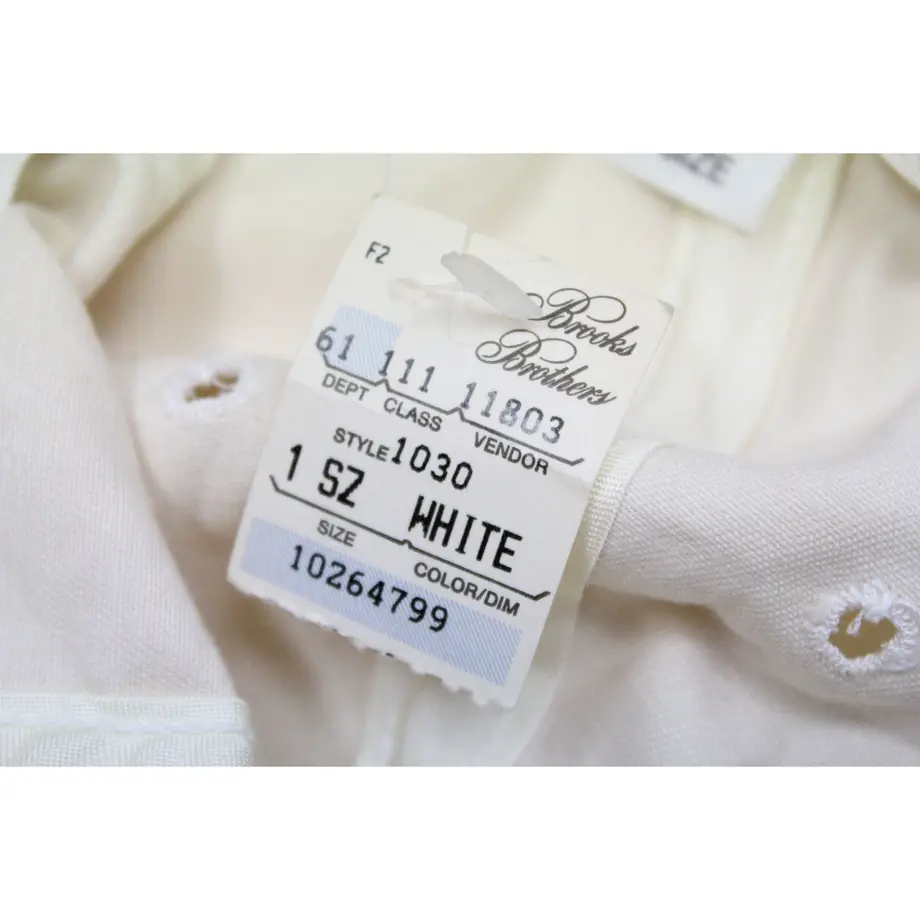 F2
Brooks
Brothers
61 111 11803
DEPT CLASS VENDOR
STYLE 1030
1 SZ WHITE
SIZE COLOR/DIM
10264799